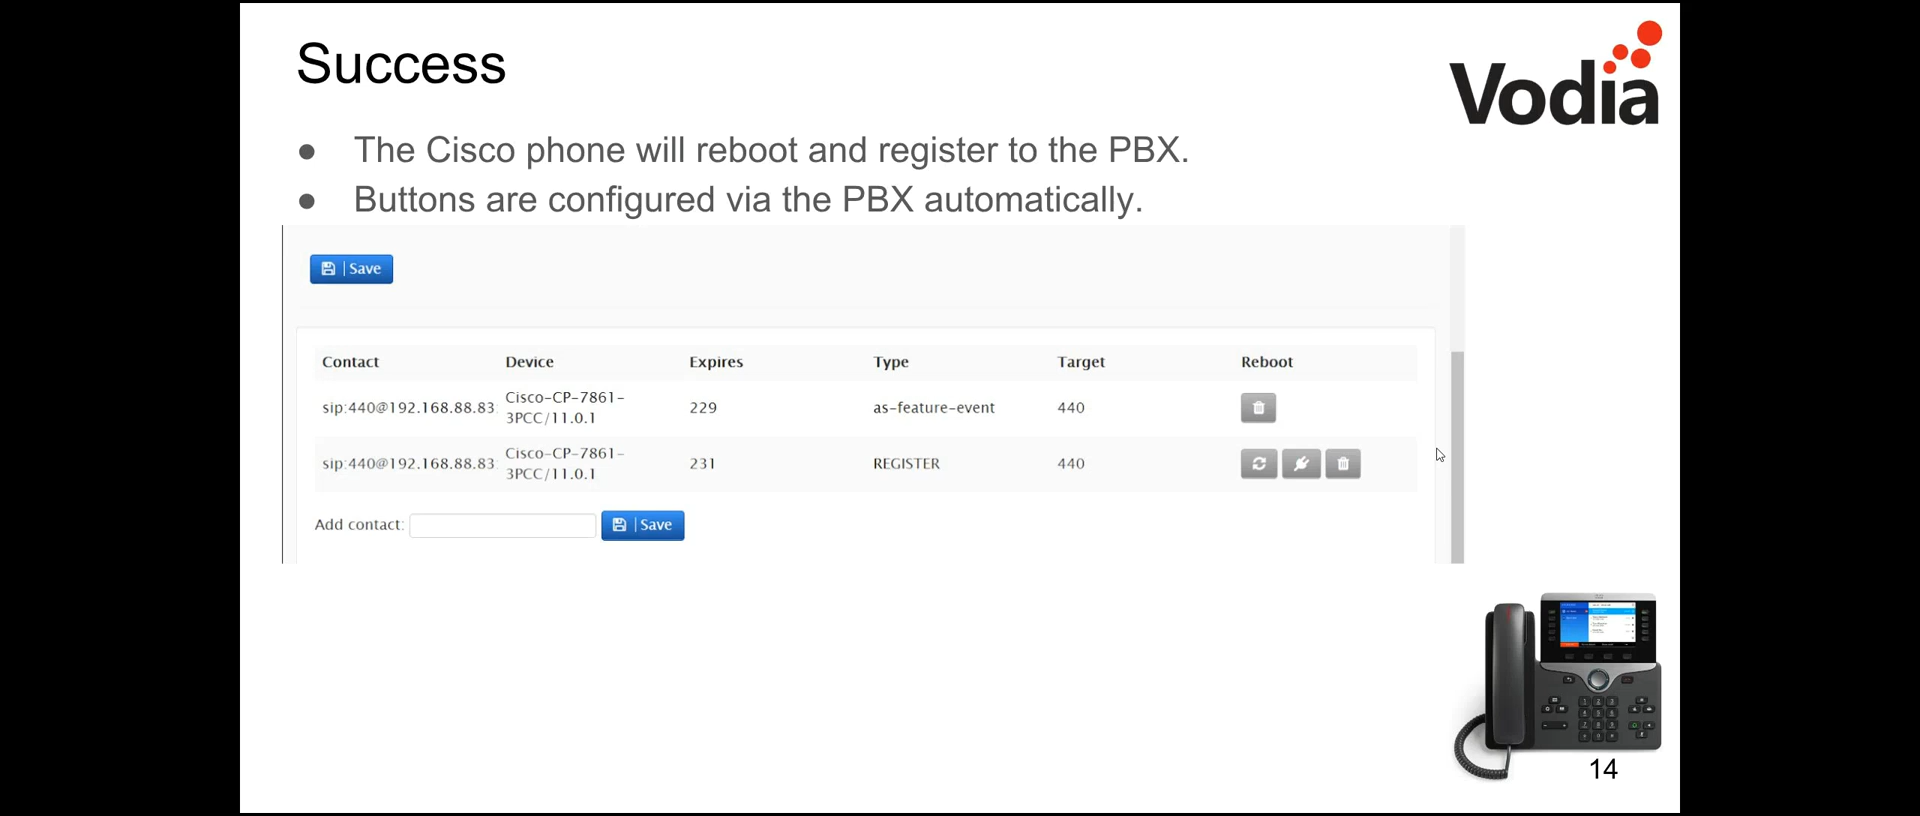 Success
Vodia
● The Cisco phone will reboot and register to the PBX.
● Buttons are configured via the PBX automatically.
Save
Contact Device Expires Type Target Reboot
sip:440@192.168.88.83: Cisco-CP-7861-
3PCC/11.0.1 229 as-feature-event 440
sip:440@192.168.88.83: Cisco-CP-7861-
3PCC/11.0.1 231 REGISTER 440
Add contact: Save
14